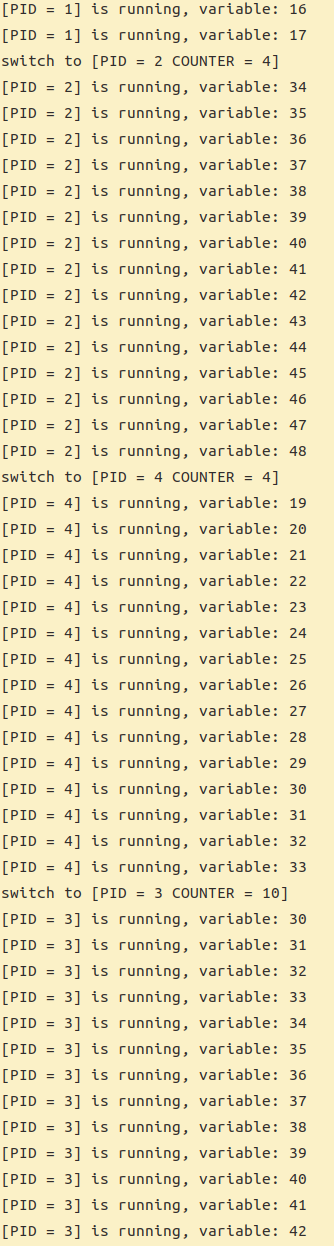 [PID = 1] is running, variable: 16
[PID = 1] is running, variable: 17
switch to [PID = 2 COUNTER = 4]
[PID = 2] is running, variable: 34
[PID = 2] is running, variable: 35
[PID = 2] is running, variable: 36
[PID = 2] is running, variable: 37
[PID = 2] is running, variable: 38
[PID = 2] is running, variable: 39
[PID = 2] is running, variable: 40
[PID = 2] is running, variable: 41
[PID = 2] is running, variable: 42
[PID = 2] is running, variable: 43
[PID = 2] is running, variable: 44
[PID = 2] is running, variable: 45
[PID = 2] is running, variable: 46
[PID = 2] is running, variable: 47
[PID = 2] is running, variable: 48
switch to [PID = 4 COUNTER = 4]
[PID = 4] is running, variable: 19
[PID = 4] is running, variable: 20
[PID = 4] is running, variable: 21
[PID = 4] is running, variable: 22
[PID = 4] is running, variable: 23
[PID = 4] is running, variable: 24
[PID = 4] is running, variable: 25
[PID = 4] is running, variable: 26
[PID = 4] is running, variable: 27
[PID = 4] is running, variable: 28
[PID = 4] is running, variable: 29
[PID = 4] is running, variable: 30
[PID = 4] is running, variable: 31
[PID = 4] is running, variable: 32
[PID = 4] is running, variable: 33
switch to [PID = 3 COUNTER = 10]
[PID = 3] is running, variable: 30
[PID = 3] is running, variable: 31
[PID = 3] is running, variable: 32
[PID = 3] is running, variable: 33
[PID = 3] is running, variable: 34
[PID = 3] is running, variable: 35
[PID = 3] is running, variable: 36
[PID = 3] is running, variable: 37
[PID = 3] is running, variable: 38
[PID = 3] is running, variable: 39
[PID = 3] is running, variable: 40
[PID = 3] is running, variable: 41
[PID = 3] is running, variable: 42